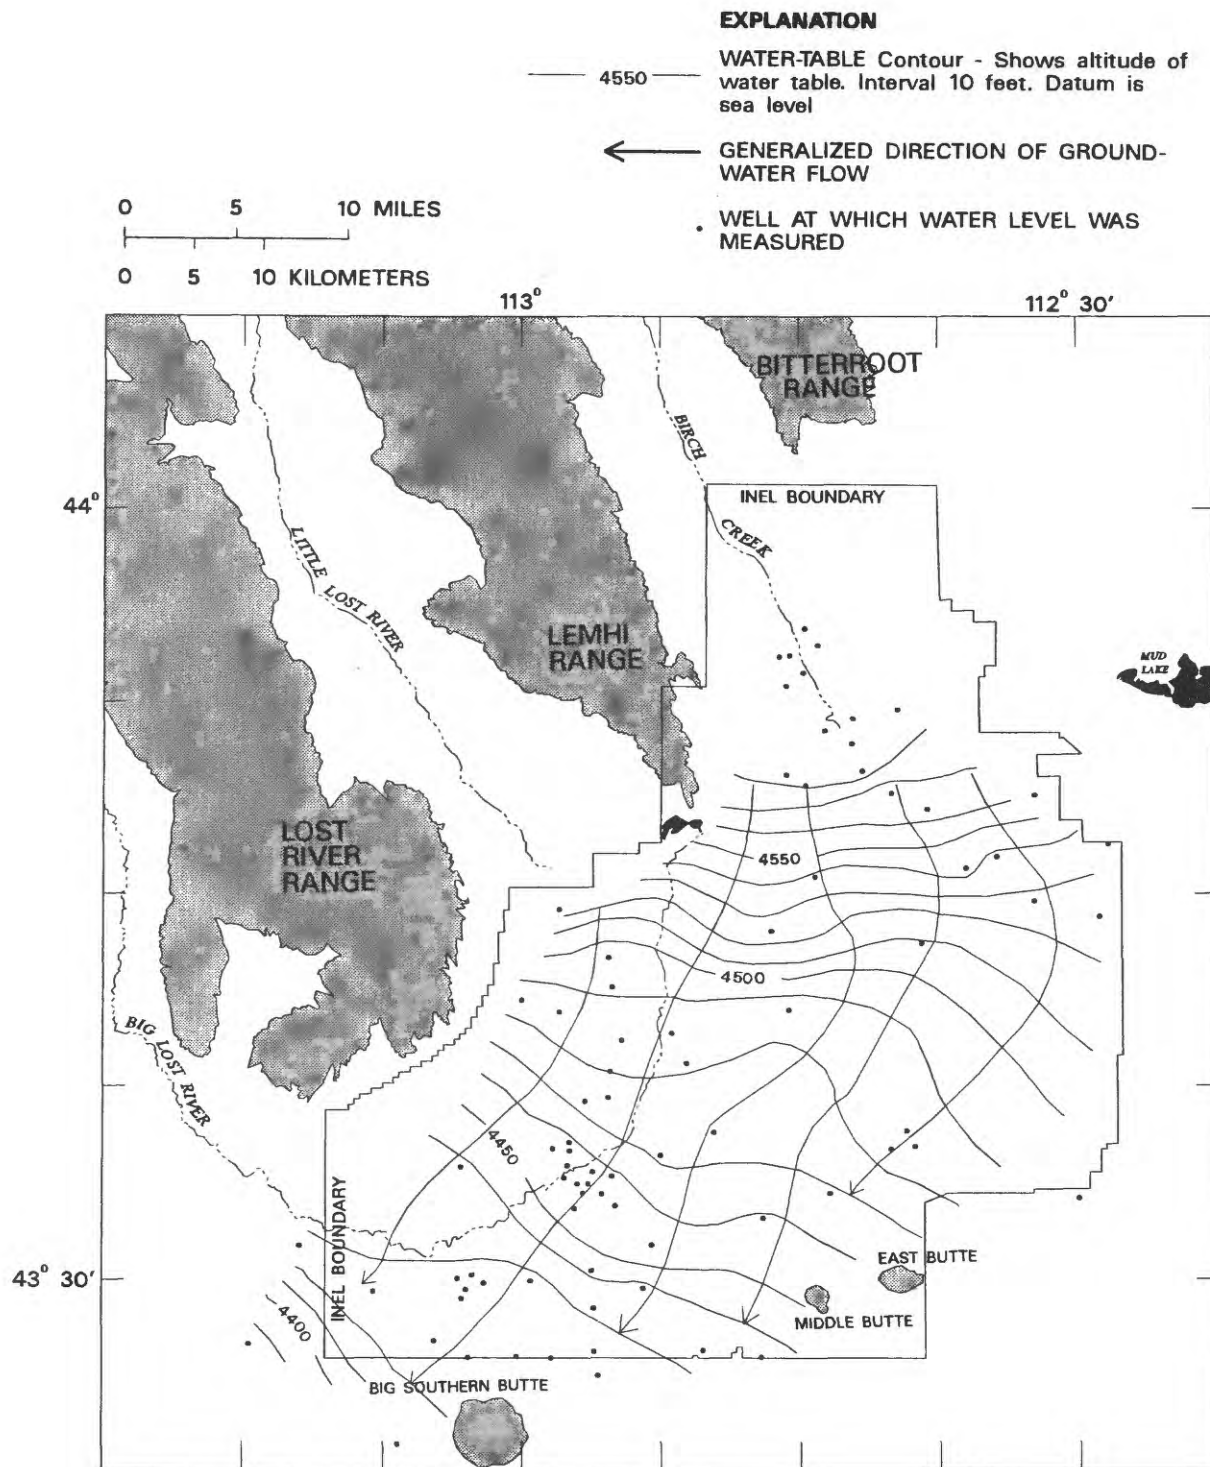 EXPLANATION
WATER-TABLE Contour - Shows altitude of
water table. Interval 10 feet. Datum is
sea level
4550
GENERALIZED DIRECTION OF GROUND-
WATER FLOW
WELL AT WHICH WATER LEVEL WAS
MEASURED
0 5 10 MILES
0 5 10 KILOMETERS
113°
112° 30'
BITTERROOT
RANGE
BIRCH
CREEK
INEL BOUNDARY
44°
LITTLE
LOST RIVER
LEMHI
RANGE
MUD
LAKE
LOST
RIVER
RANGE
4550
4500
BIG LOST
RIVER
4450
INEL BOUNDARY
43° 30'
EAST BUTTE
MIDDLE BUTTE
4400
BIG SOUTHERN BUTTE